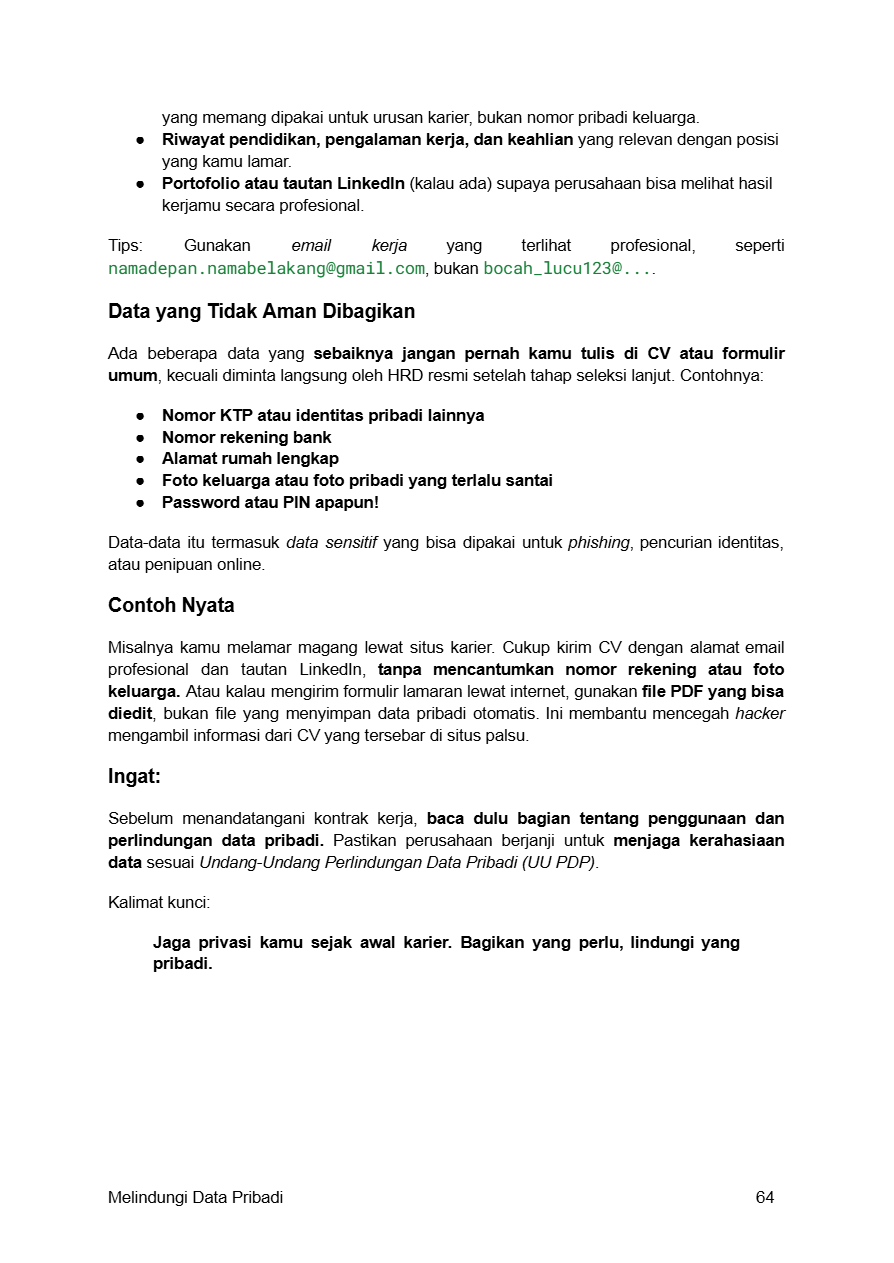 yang memang dipakai untuk urusan karier, bukan nomor pribadi keluarga.
● Riwayat pendidikan, pengalaman kerja, dan keahlian yang relevan dengan posisi
yang kamu lamar.
● Portofolio atau tautan LinkedIn (kalau ada) supaya perusahaan bisa melihat hasil
kerjamu secara profesional.
Tips: Gunakan email kerja yang terlihat profesional, seperti
namadepan.namabelakang@gmail.com, bukan bocah_lucu123@....
Data yang Tidak Aman Dibagikan
Ada beberapa data yang sebaiknya jangan pernah kamu tulis di CV atau formulir
umum, kecuali diminta langsung oleh HRD resmi setelah tahap seleksi lanjut. Contohnya:
● Nomor KTP atau identitas pribadi lainnya
● Nomor rekening bank
● Alamat rumah lengkap
● Foto keluarga atau foto pribadi yang terlalu santai
● Password atau PIN apapun!
Data-data itu termasuk data sensitif yang bisa dipakai untuk phishing, pencurian identitas,
atau penipuan online.
Contoh Nyata
Misalnya kamu melamar magang lewat situs karier. Cukup kirim CV dengan alamat email
profesional dan tautan LinkedIn, tanpa mencantumkan nomor rekening atau foto
keluarga. Atau kalau mengirim formulir lamaran lewat internet, gunakan file PDF yang bisa
diedit, bukan file yang menyimpan data pribadi otomatis. Ini membantu mencegah hacker
mengambil informasi dari CV yang tersebar di situs palsu.
Ingat:
Sebelum menandatangani kontrak kerja, baca dulu bagian tentang penggunaan dan
perlindungan data pribadi. Pastikan perusahaan berjanji untuk menjaga kerahasiaan
data sesuai Undang-Undang Perlindungan Data Pribadi (UU PDP).
Kalimat kunci:
Jaga privasi kamu sejak awal karier. Bagikan yang perlu, lindungi yang
pribadi.
Melindungi Data Pribadi 64